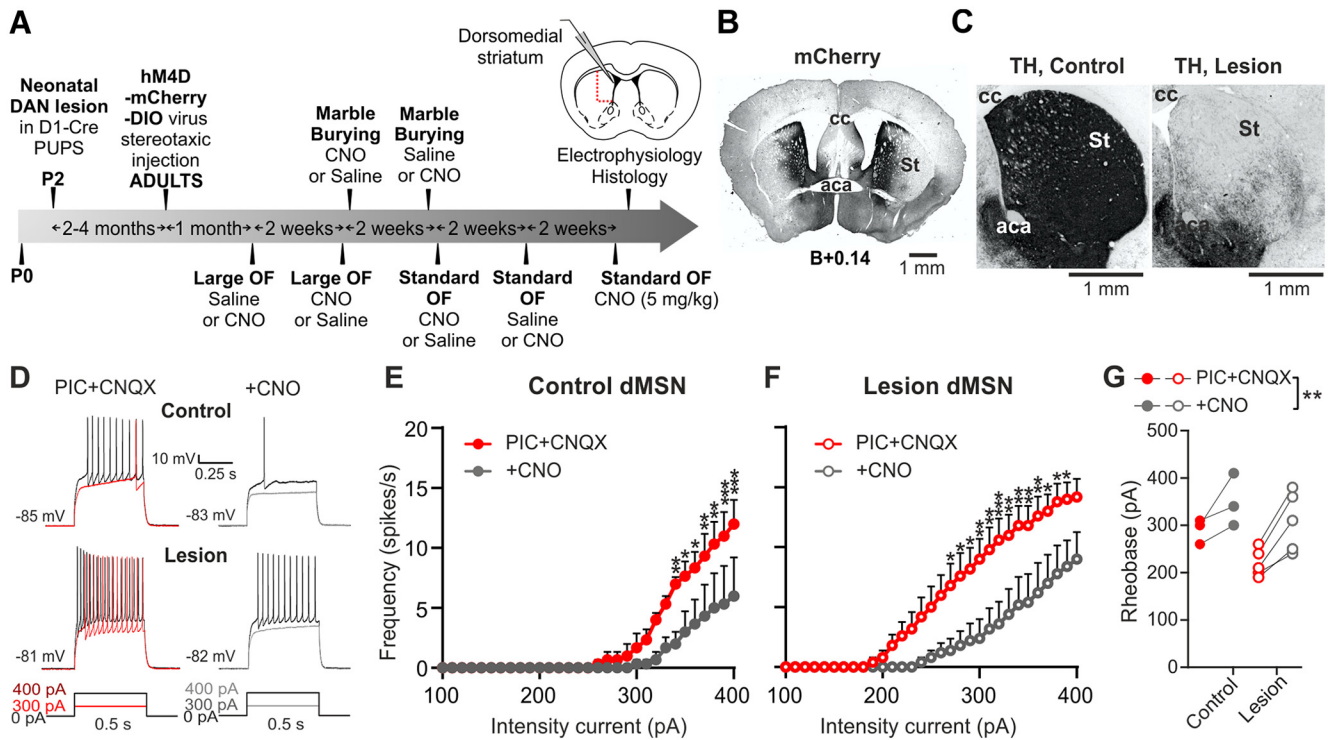 A
Dorsomedial
striatum
Neonatal
DAN lesion
in D1-Cre
PUPS
P2
hM4D
-mCherry
-DIO virus
stereotaxic
injection
ADULTS
Marble
Burying
CNO
or Saline
Marble
Burying
Saline
or CNO
Electrophysiology
Histology
2-4 months
1 month
2 weeks
2 weeks
2 weeks
2 weeks
P0
Large OF
Saline
or CNO
Large OF
CNO
or Saline
Standard
OF
CNO
or Saline
Standard
OF
Saline
or CNO
Standard OF
CNO (5 mg/kg)
B
mCherry
cc
St
aca
B+0.14
1 mm
C
TH, Control
cc
St
aca
1 mm
TH, Lesion
cc
St
1 mm
D
PIC+CNQX
+CNO
Control
10 mV
0.25 s
-85 mV
-83 mV
Lesion
-81 mV
-82 mV
400 pA
300 pA
0 pA
0.5 s
400 pA
300 pA
0 pA
0.5 s
E
Control dMSN
PIC+CNQX
+CNO
Frequency (spikes/s)
20
15
10
5
0
100
200
300
400
Intensity current (pA)
F
Lesion dMSN
PIC+CNQX
+CNO
100
200
300
400
Intensity current (pA)
G
PIC+CNQX
+CNO
**
Rheobase (pA)
500
400
300
200
100
0
Control
Lesion